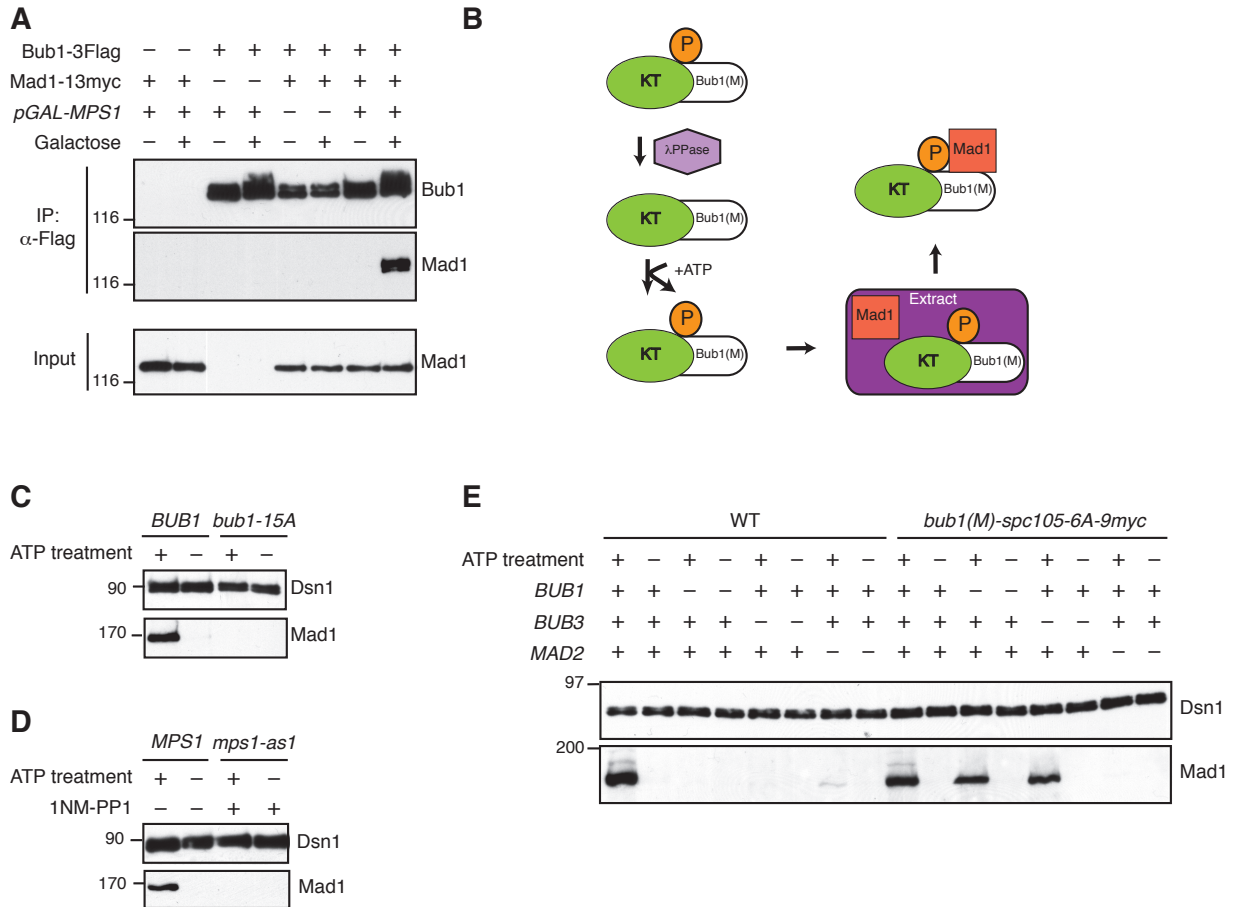 A
Bub1-3Flag – – + + + + + +
Mad1-13myc + + – – + + + +
pGAL-MPS1 + + + + – – + +
Galactose – + – + – + – +
IP:
α-Flag
Bub1
116
Mad1
116
Input
Mad1
116
B
P
KT
Bub1(M)
λPPase
KT
Bub1(M)
+ATP
P
KT
Bub1(M)
Extract
Mad1
P
KT
Bub1(M)
P
Mad1
KT
Bub1(M)
C
BUB1 bub1-15A
ATP treatment + – + –
90
Dsn1
170
Mad1
D
MPS1 mps1-as1
ATP treatment + – + –
1NM-PP1 – – + +
90
Dsn1
170
Mad1
E
WT bub1(M)-spc105-6A-9myc
ATP treatment + – + – + – + – + – + – + – + –
BUB1 + + – – + + + + + + – – + + + +
BUB3 + + + + – – + + + + + + – – + +
MAD2 + + + + + + – – + + + + + + – –
97
Dsn1
200
Mad1